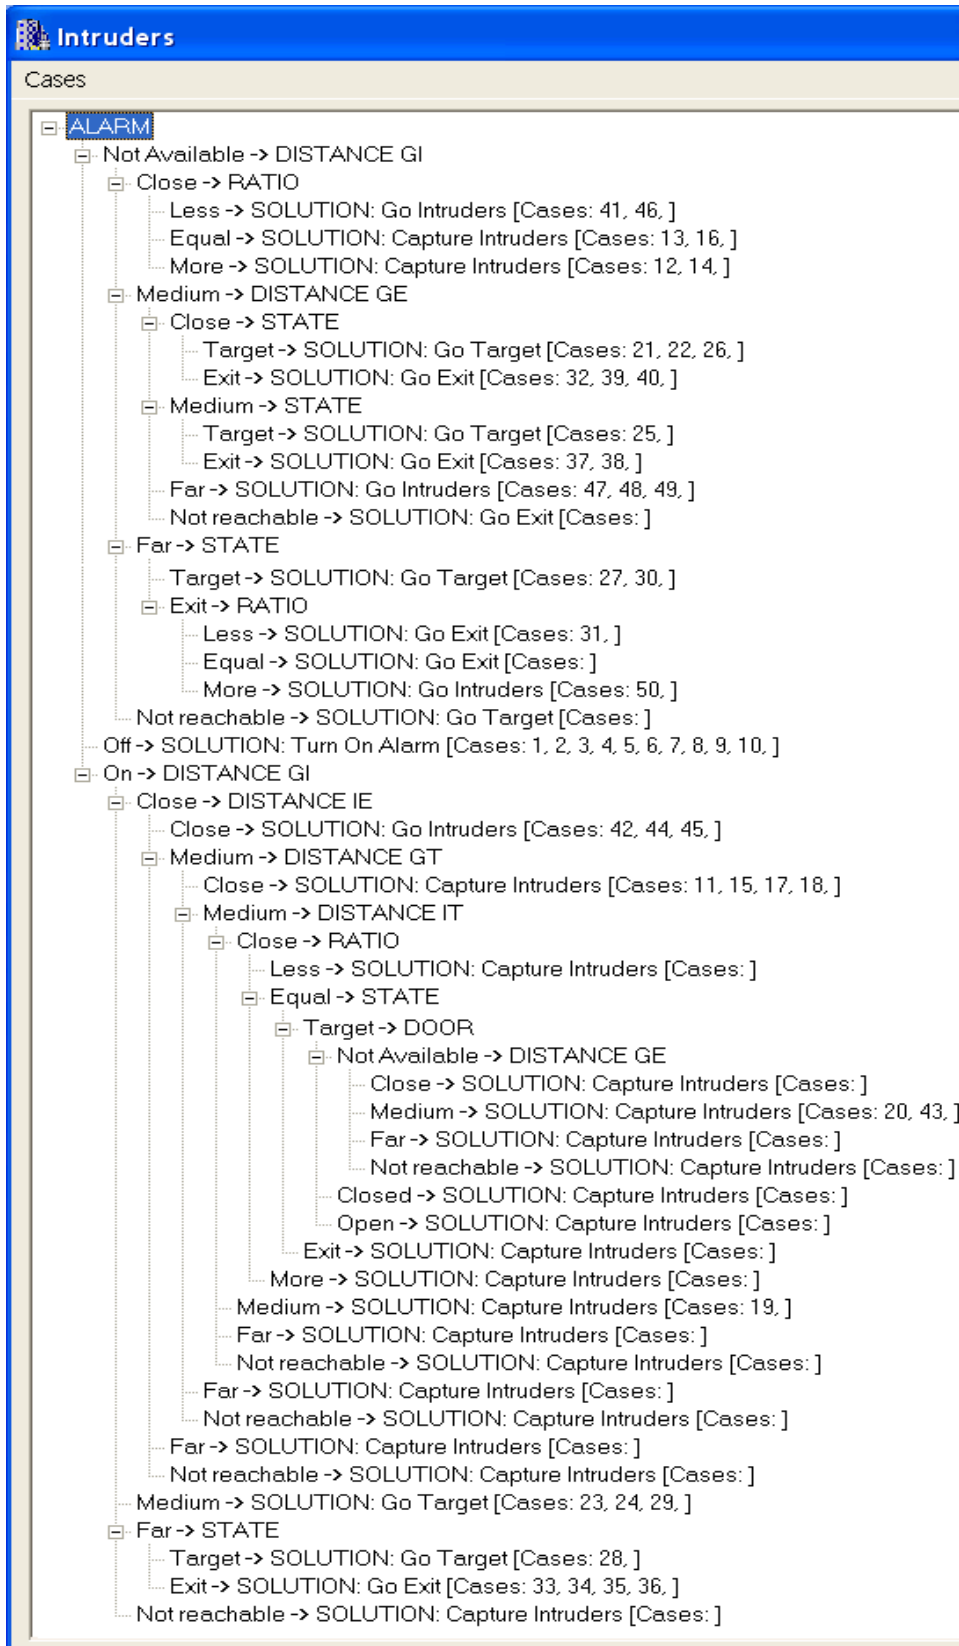 Intruders
Cases
ALARM
Not Available -> DISTANCE GI
Close -> RATIO
Less -> SOLUTION: Go Intruders [Cases: 41, 46, ]
Equal -> SOLUTION: Capture Intruders [Cases: 13, 16, ]
More -> SOLUTION: Capture Intruders [Cases: 12, 14, ]
Medium -> DISTANCE GE
Close -> STATE
Target -> SOLUTION: Go Target [Cases: 21, 22, 26, ]
Exit -> SOLUTION: Go Exit [Cases: 32, 39, 40, ]
Medium -> STATE
Target -> SOLUTION: Go Target [Cases: 25, ]
Exit -> SOLUTION: Go Exit [Cases: 37, 38, ]
Far -> SOLUTION: Go Intruders [Cases: 47, 48, 49, ]
Not reachable -> SOLUTION: Go Exit [Cases: ]
Far -> STATE
Target -> SOLUTION: Go Target [Cases: 27, 30, ]
Exit -> RATIO
Less -> SOLUTION: Go Exit [Cases: 31, ]
Equal -> SOLUTION: Go Exit [Cases: ]
More -> SOLUTION: Go Intruders [Cases: 50, ]
Not reachable -> SOLUTION: Go Target [Cases: ]
Off -> SOLUTION: Turn On Alarm [Cases: 1, 2, 3, 4, 5, 6, 7, 8, 9, 10, ]
On -> DISTANCE GI
Close -> DISTANCE IE
Close -> SOLUTION: Go Intruders [Cases: 42, 44, 45, ]
Medium -> DISTANCE GT
Close -> SOLUTION: Capture Intruders [Cases: 11, 15, 17, 18, ]
Medium -> DISTANCE IT
Close -> RATIO
Less -> SOLUTION: Capture Intruders [Cases: ]
Equal -> STATE
Target -> DOOR
Not Available -> DISTANCE GE
Close -> SOLUTION: Capture Intruders [Cases: ]
Medium -> SOLUTION: Capture Intruders [Cases: 20, 43, ]
Far -> SOLUTION: Capture Intruders [Cases: ]
Not reachable -> SOLUTION: Capture Intruders [Cases: ]
Closed -> SOLUTION: Capture Intruders [Cases: ]
Open -> SOLUTION: Capture Intruders [Cases: ]
Exit -> SOLUTION: Capture Intruders [Cases: ]
More -> SOLUTION: Capture Intruders [Cases: ]
Medium -> SOLUTION: Capture Intruders [Cases: 19, ]
Far -> SOLUTION: Capture Intruders [Cases: ]
Not reachable -> SOLUTION: Capture Intruders [Cases: ]
Far -> SOLUTION: Capture Intruders [Cases: ]
Not reachable -> SOLUTION: Capture Intruders [Cases: ]
Far -> SOLUTION: Capture Intruders [Cases: ]
Not reachable -> SOLUTION: Capture Intruders [Cases: ]
Medium -> SOLUTION: Go Target [Cases: 23, 24, 29, ]
Far -> STATE
Target -> SOLUTION: Go Target [Cases: 28, ]
Exit -> SOLUTION: Go Exit [Cases: 33, 34, 35, 36, ]
Not reachable -> SOLUTION: Capture Intruders [Cases: ]